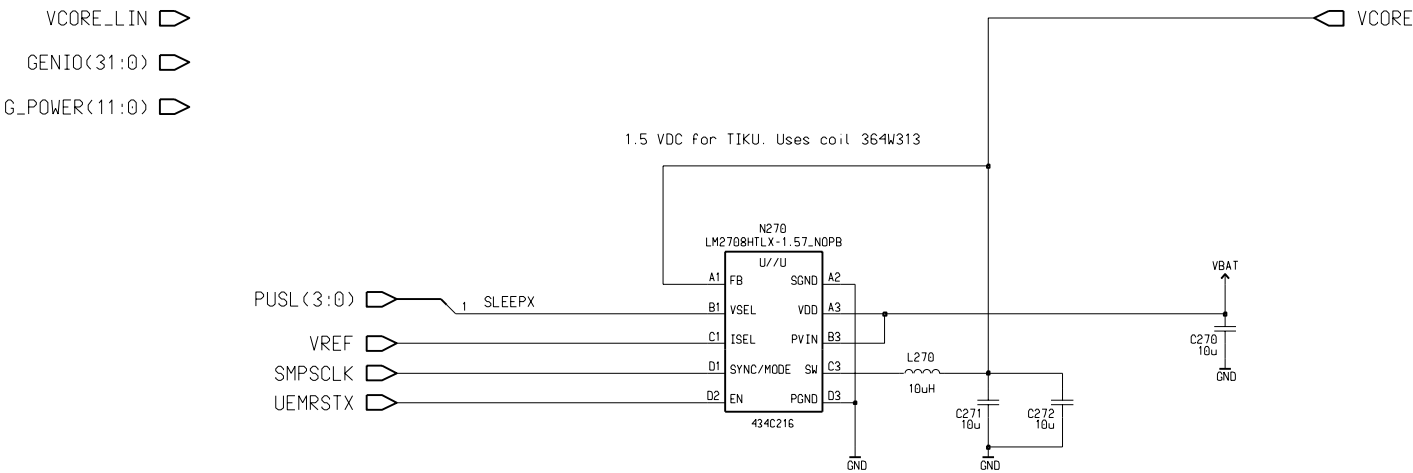 VCORE_LIN
VCORE
GENIO(31:0)
G_POWER(11:0)
1.5 VDC for TIKU. Uses coil 364W313
N270
LM2708HTLX-1.57_NOPB
U//U
A1 FB SGND A2
VBAT
PUSL(3:0)
1 SLEEPX
B1 VSEL VDD A3
VREF
C1 ISEL PVIN B3
C270
10u
GND
SMPSCLK
D1 SYNC/MODE SW C3
L270
10uH
UEMRSTX
D2 EN PGND D3
434C216
C271
10u
C272
10u
GND
GND